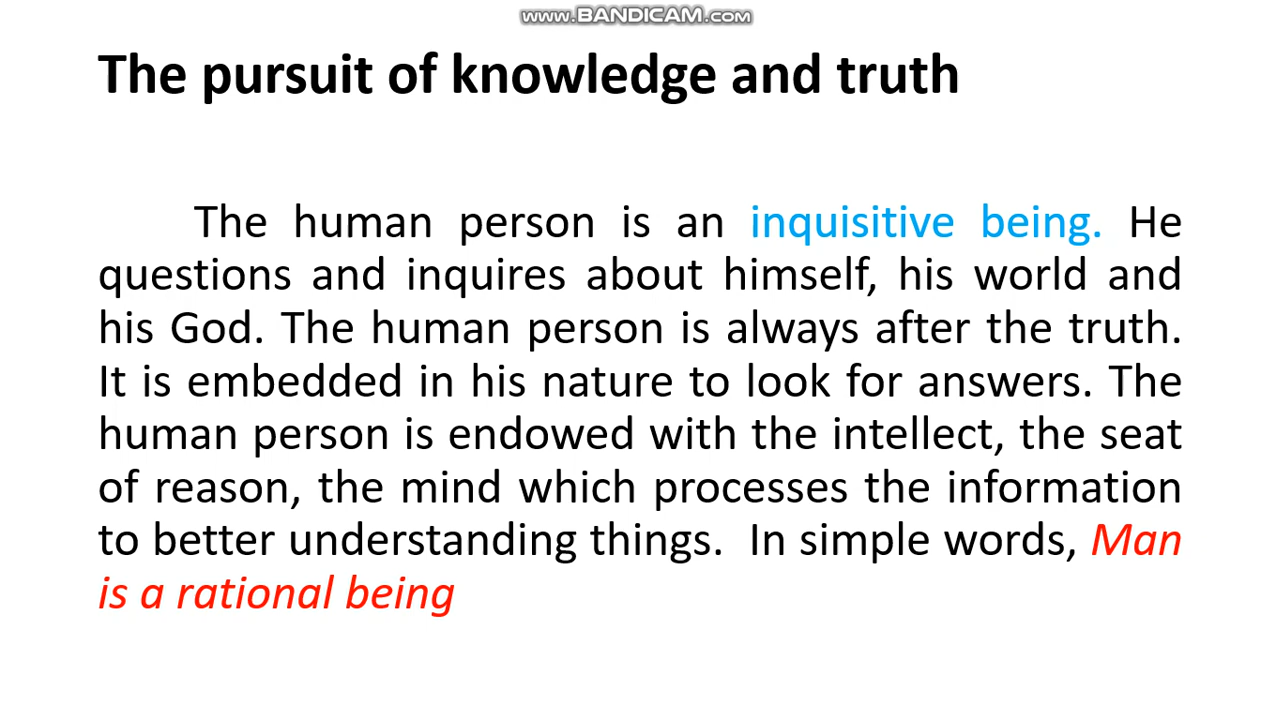 www.BANDICAM.com
The pursuit of knowledge and truth
The human person is an inquisitive being. He
questions and inquires about himself, his world and
his God. The human person is always after the truth.
It is embedded in his nature to look for answers. The
human person is endowed with the intellect, the seat
of reason, the mind which processes the information
to better understanding things. In simple words, Man
is a rational being